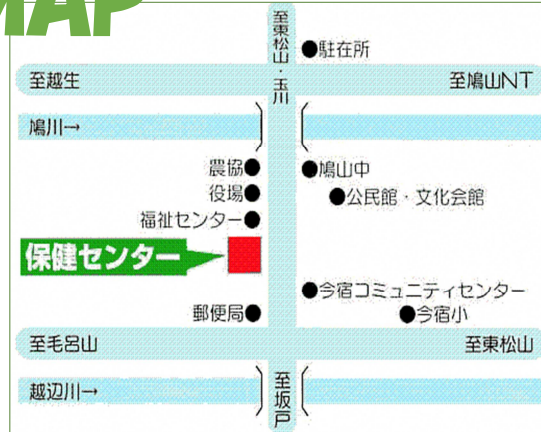 MAP
至東松山・玉川
●駐在所
至越生
至鳩山NT
鳩川→
農協●
●鳩山中
役場●
●公民館・文化会館
福祉センター●
保健センター
●今宿コミュニティセンター
郵便局●
●今宿小
至毛呂山
至東松山
越辺川→
至坂戸